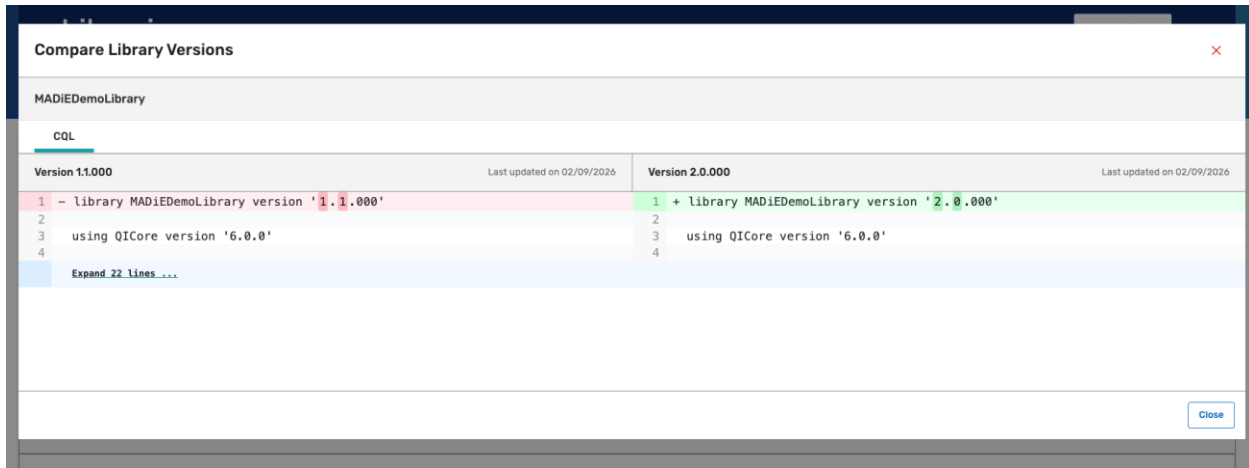 Compare Library Versions
MADiEDemoLibrary
CQL
Version 1.1.000 Last updated on 02/09/2026 Version 2.0.000 Last updated on 02/09/2026
1 – library MADiEDemoLibrary version '1.1.000' 1 + library MADiEDemoLibrary version '2.0.000'
2 2
3 using QICore version '6.0.0' 3 using QICore version '6.0.0'
4 4
Expand 22 lines ...
Close